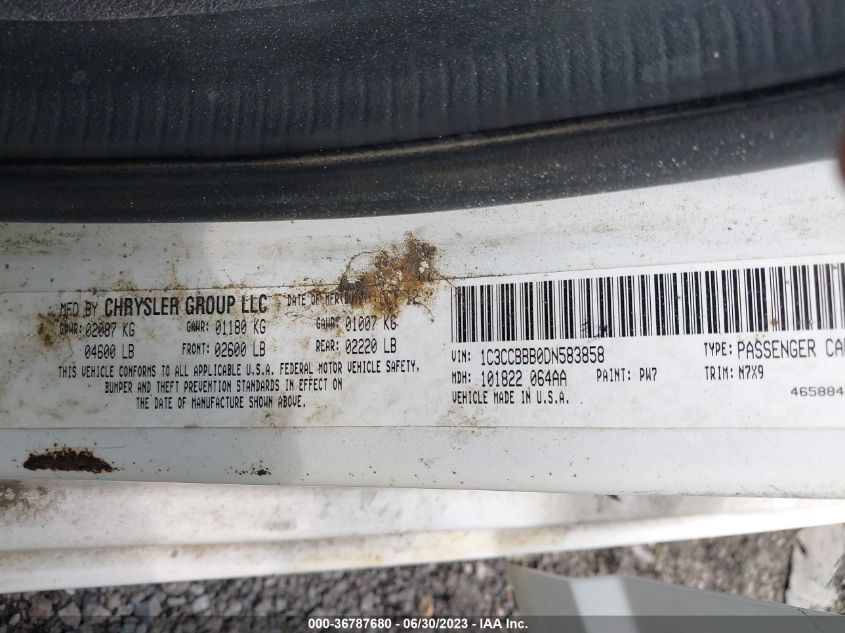 MFD BY CHRYSLER GROUP LLC DATE OF
GVWR: 02087 KG GAWR: 01180 KG GAWR: 01007 KG
04600 LB FRONT: 02600 LB REAR: 02220 LB
THIS VEHICLE CONFORMS TO ALL APPLICABLE U.S.A. FEDERAL MOTOR VEHICLE SAFETY,
BUMPER AND THEFT PREVENTION STANDARDS IN EFFECT ON
THE DATE OF MANUFACTURE SHOWN ABOVE.
VIN: 1C3CCBBB0DN583858 TYPE: PASSENGER
MDH: 101822 064AA PAINT: PW7 TRIM: N7X9
VEHICLE MADE IN U.S.A.
465884
000-36787680 - 06/30/2023 - IAA Inc.